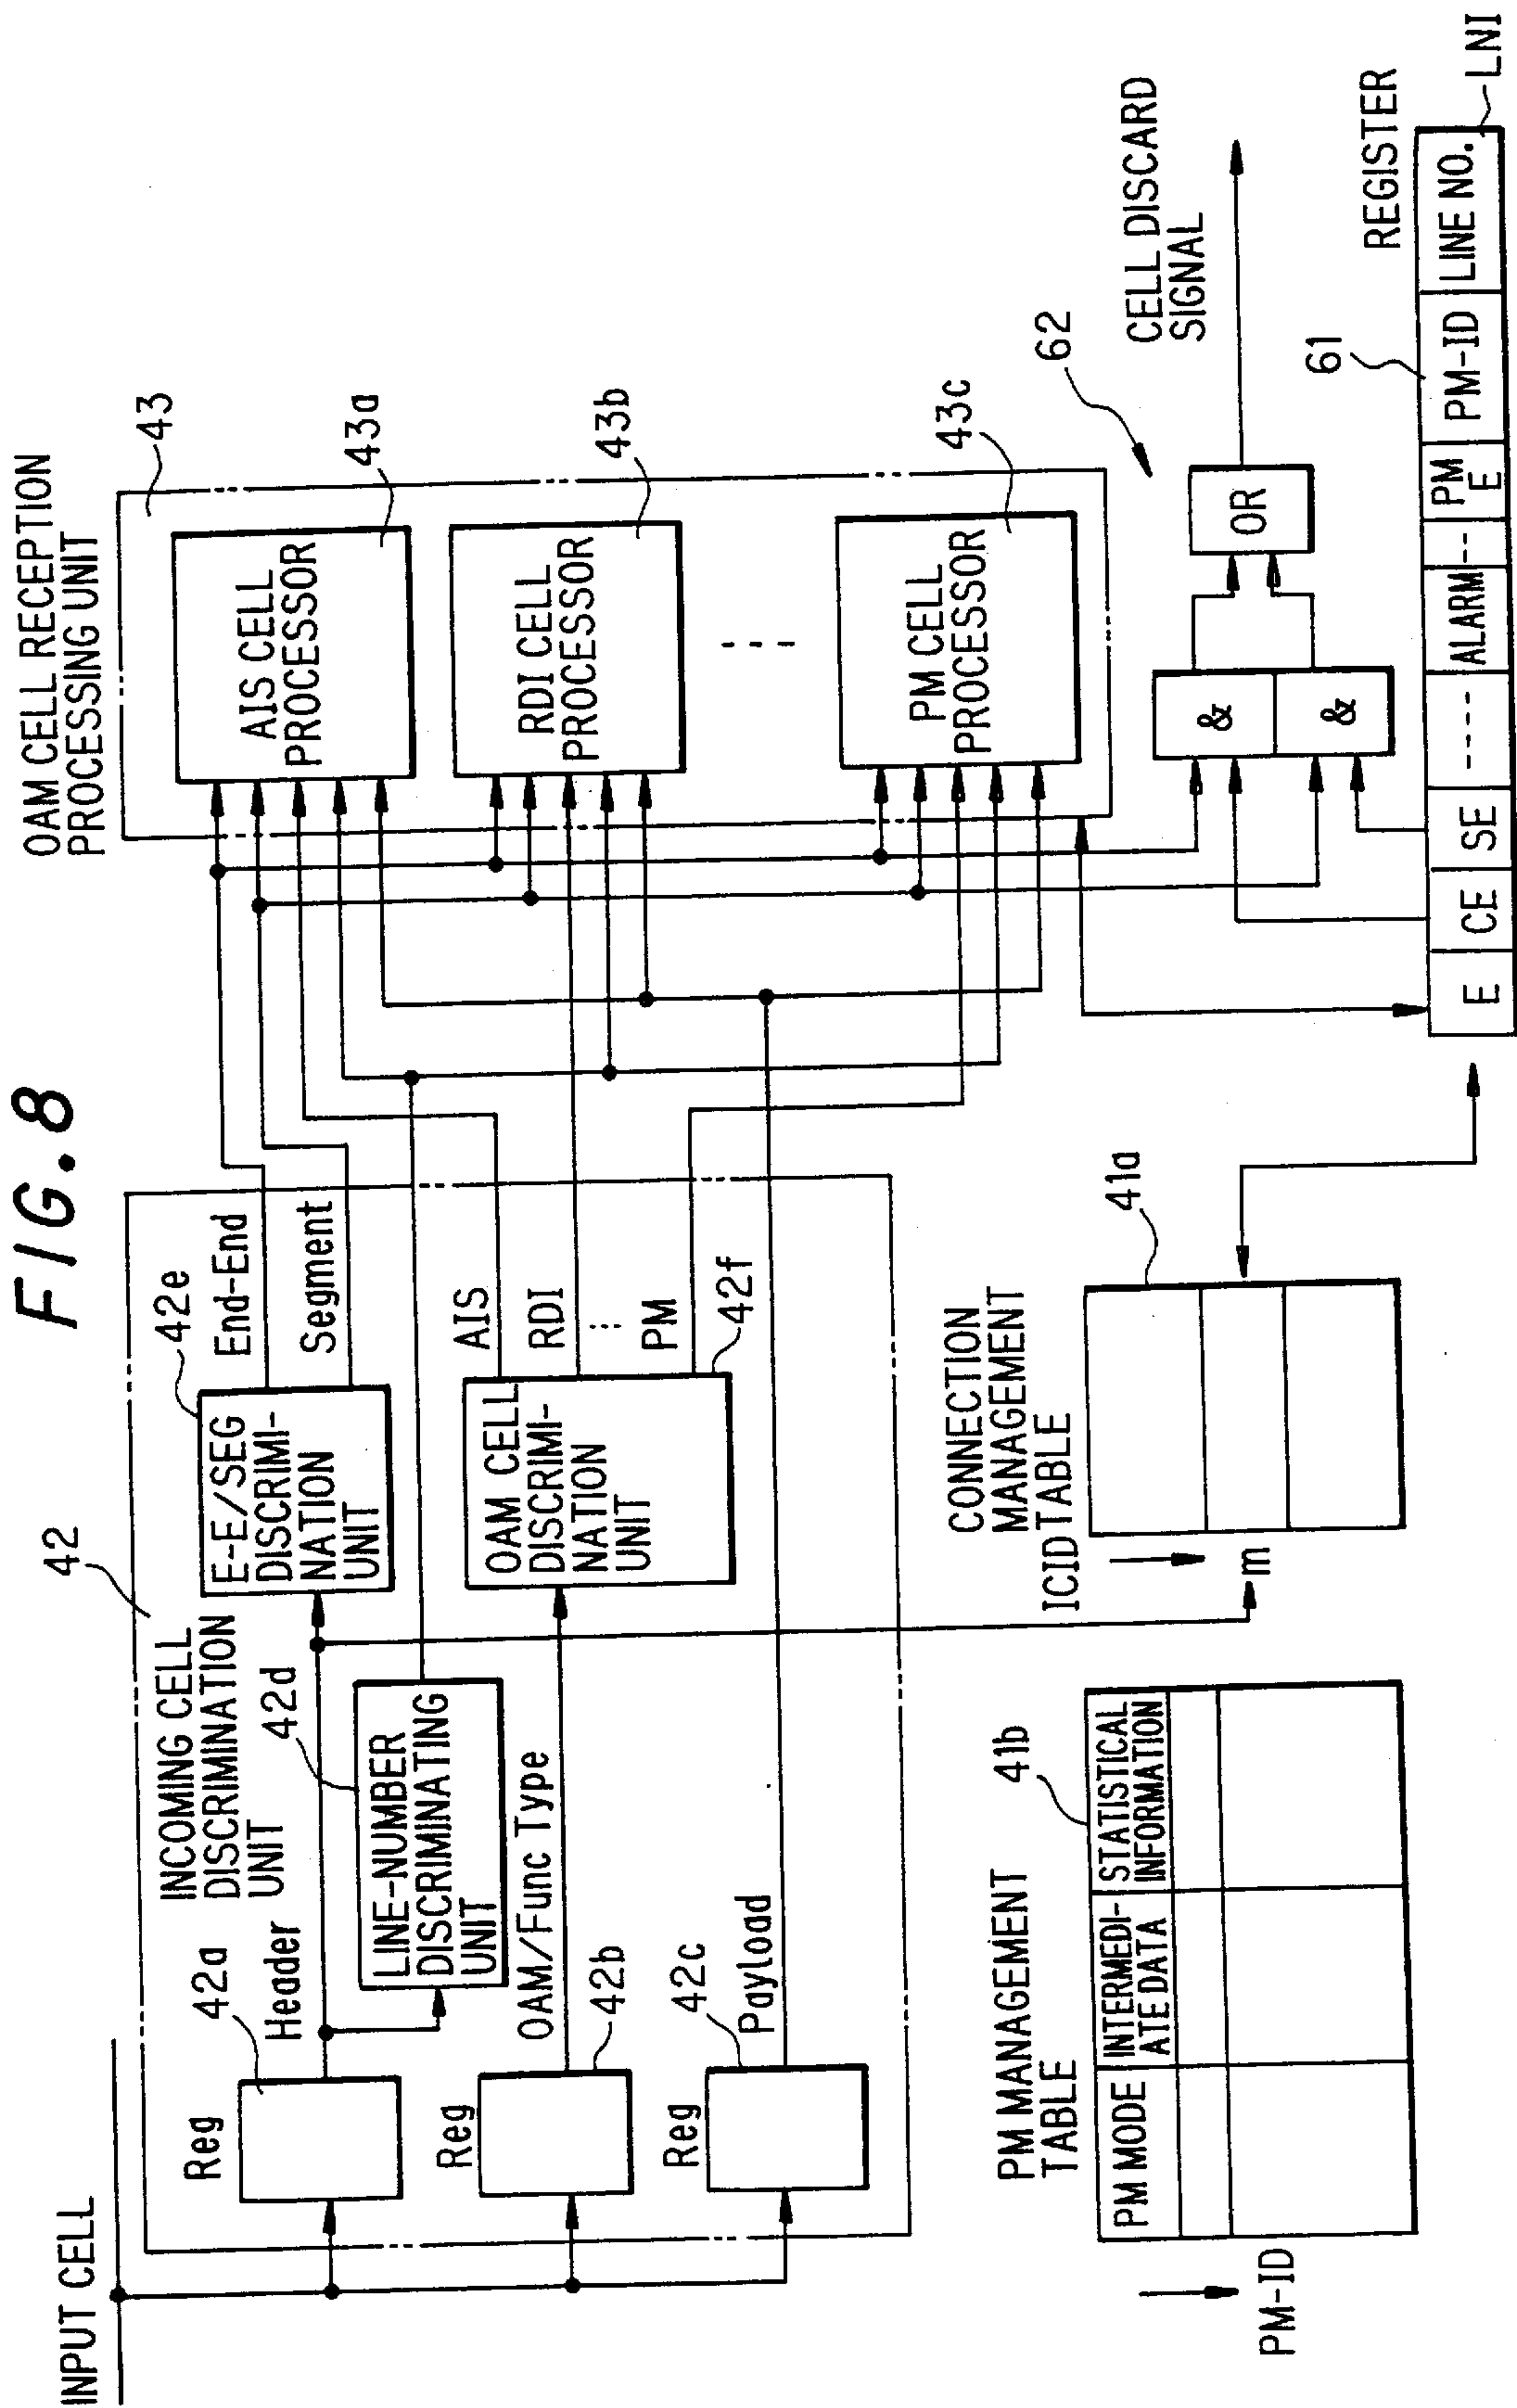 FIG. 8
INPUT CELL
42
INCOMING CELL
DISCRIMINATION
UNIT
Reg
42a
Header
Reg
42b
OAM/Func Type
Reg
42c
Payload
42d
LINE-NUMBER
DISCRIMINATING
UNIT
42e
E-E/SEG
DISCRIMI-
NATION
UNIT
End-End
Segment
OAM CELL
DISCRIMI-
NATION
UNIT
42f
AIS
RDI
PM
OAM CELL RECEPTION
PROCESSING UNIT
43
AIS CELL
PROCESSOR
43a
RDI CELL
PROCESSOR
43b
PM CELL
PROCESSOR
43c
62
&
&
OR
CELL DISCARD
SIGNAL
PM MANAGEMENT
TABLE
41b
PM MODE
INTERMEDI-
ATE DATA
STATISTICAL
INFORMATION
PM-ID
CONNECTION
MANAGEMENT
TABLE
ICID
m
41a
REGISTER
61
E
CE
SE
----
ALARM
--
PM
E
PM-ID
LINE NO.
LNI